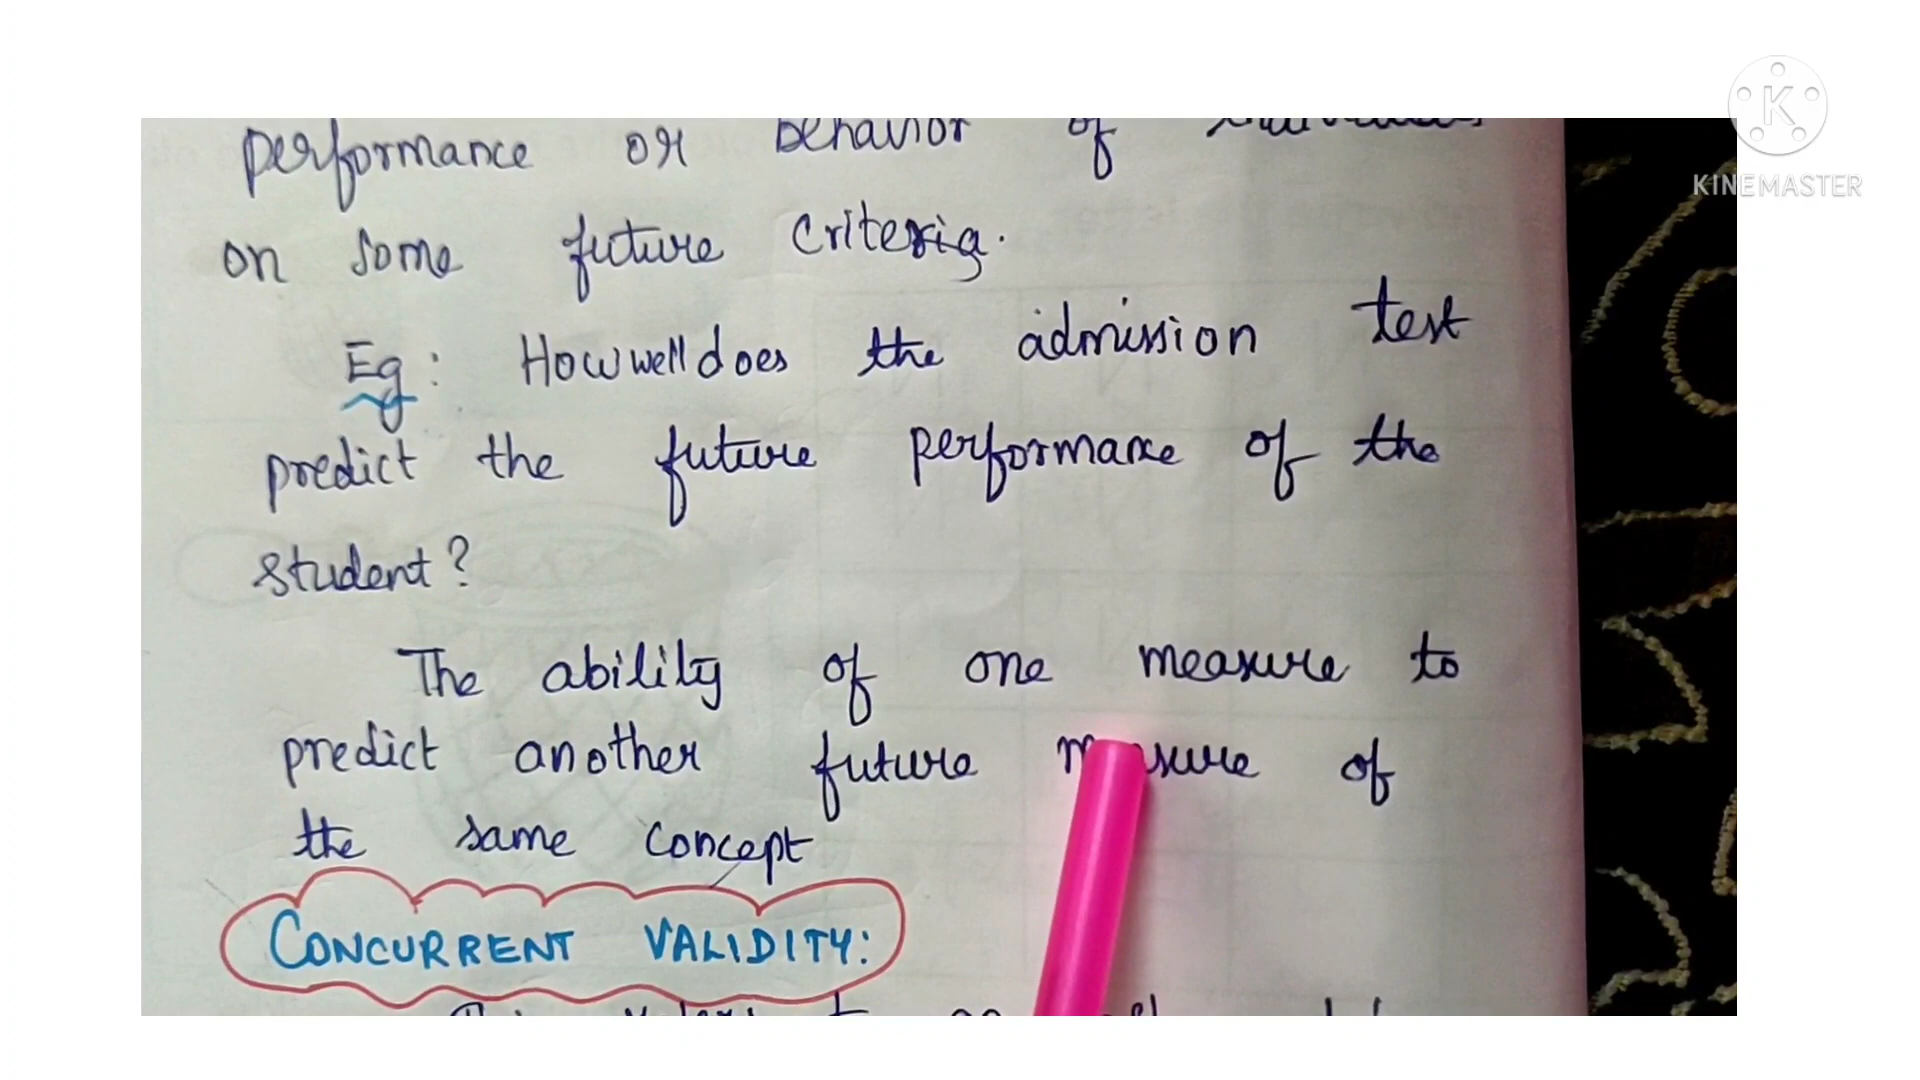 performance or behavior of
on some future criteria.
Eg: How well does the admission test
predict the future performance of the
student?
The ability of one measure to
predict another future measure of
the same concept
CONCURRENT VALIDITY:
K
KINEMASTER